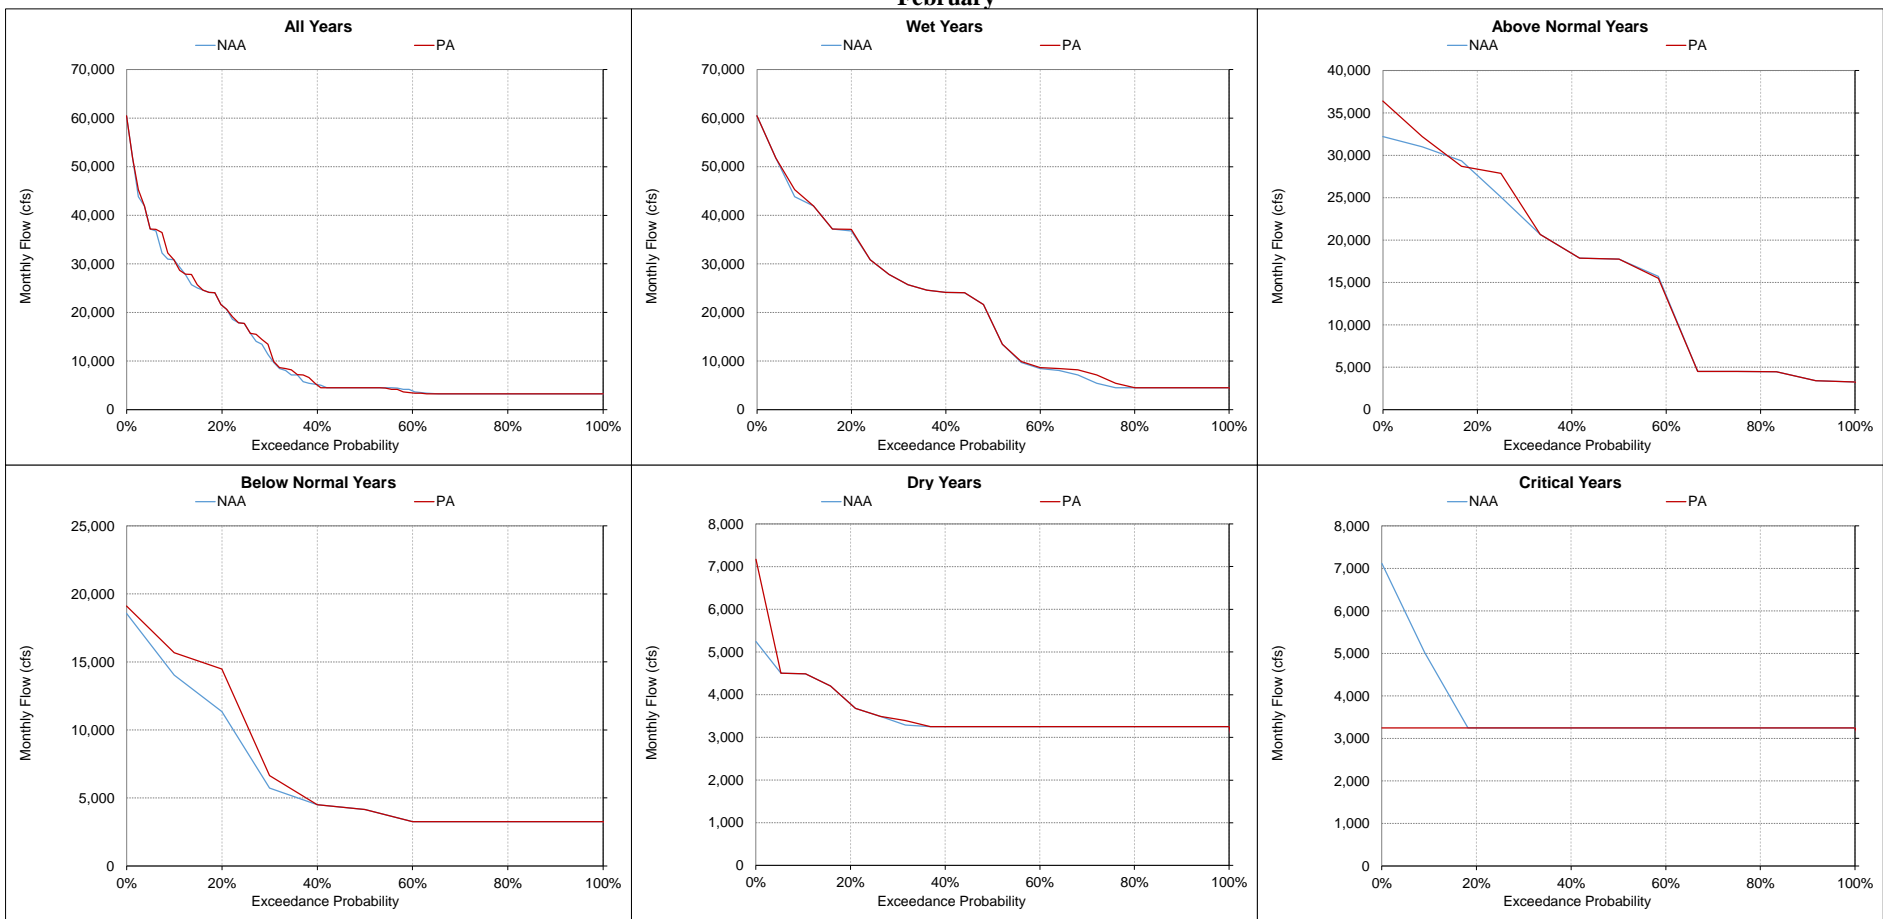 February
All Years
NAA PA
70,000
60,000
50,000
40,000
30,000
20,000
10,000
0
Monthly Flow (cfs)
0% 20% 40% 60% 80% 100%
Exceedance Probability
Wet Years
NAA PA
70,000
60,000
50,000
40,000
30,000
20,000
10,000
0
Monthly Flow (cfs)
0% 20% 40% 60% 80% 100%
Exceedance Probability
Above Normal Years
NAA PA
40,000
35,000
30,000
25,000
20,000
15,000
10,000
5,000
0
Monthly Flow (cfs)
0% 20% 40% 60% 80% 100%
Exceedance Probability
Below Normal Years
NAA PA
25,000
20,000
15,000
10,000
5,000
0
Monthly Flow (cfs)
0% 20% 40% 60% 80% 100%
Exceedance Probability
Dry Years
NAA PA
8,000
7,000
6,000
5,000
4,000
3,000
2,000
1,000
0
Monthly Flow (cfs)
0% 20% 40% 60% 80% 100%
Exceedance Probability
Critical Years
NAA PA
8,000
7,000
6,000
5,000
4,000
3,000
2,000
1,000
0
Monthly Flow (cfs)
0% 20% 40% 60% 80% 100%
Exceedance Probability